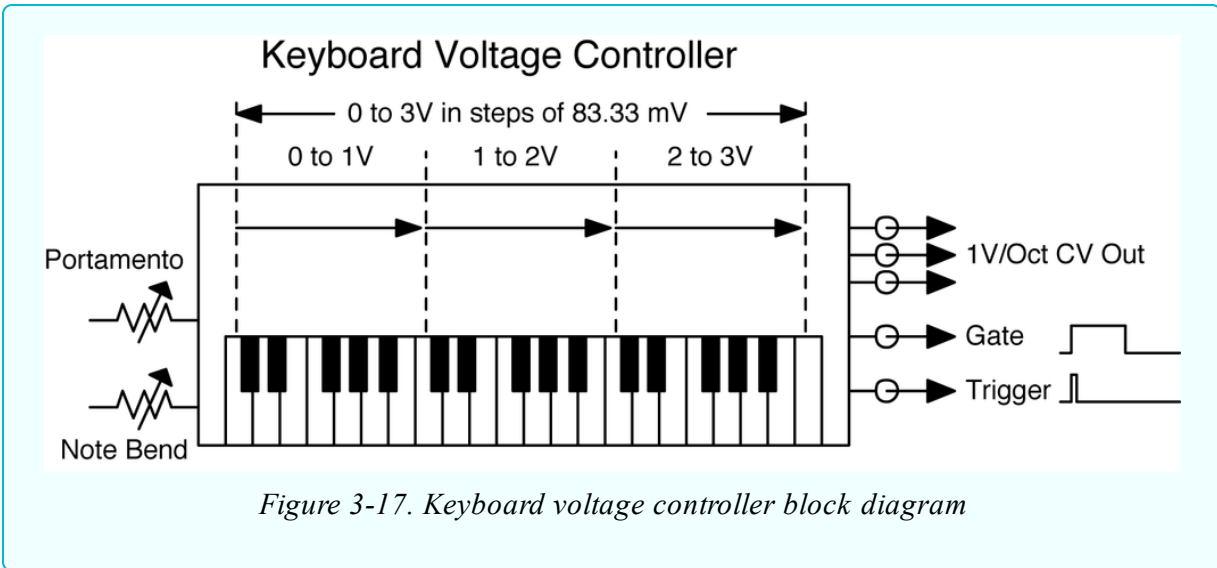 Keyboard Voltage Controller
0 to 3V in steps of 83.33 mV
0 to 1V
1 to 2V
2 to 3V
Portamento
Note Bend
1V/Oct CV Out
Gate
Trigger
Figure 3-17. Keyboard voltage controller block diagram